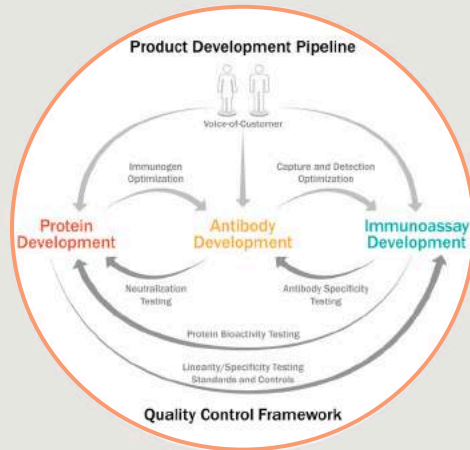 Product Development Pipeline
Voice-of-Customer
Immunogen
Optimization
Capture and Detection
Optimization
Protein
Development
Antibody
Development
Immunoassay
Development
Neutralization
Testing
Antibody Specificity
Testing
Protein Bioactivity Testing
Linearity/Specificity Testing
Standards and Controls
Quality Control Framework